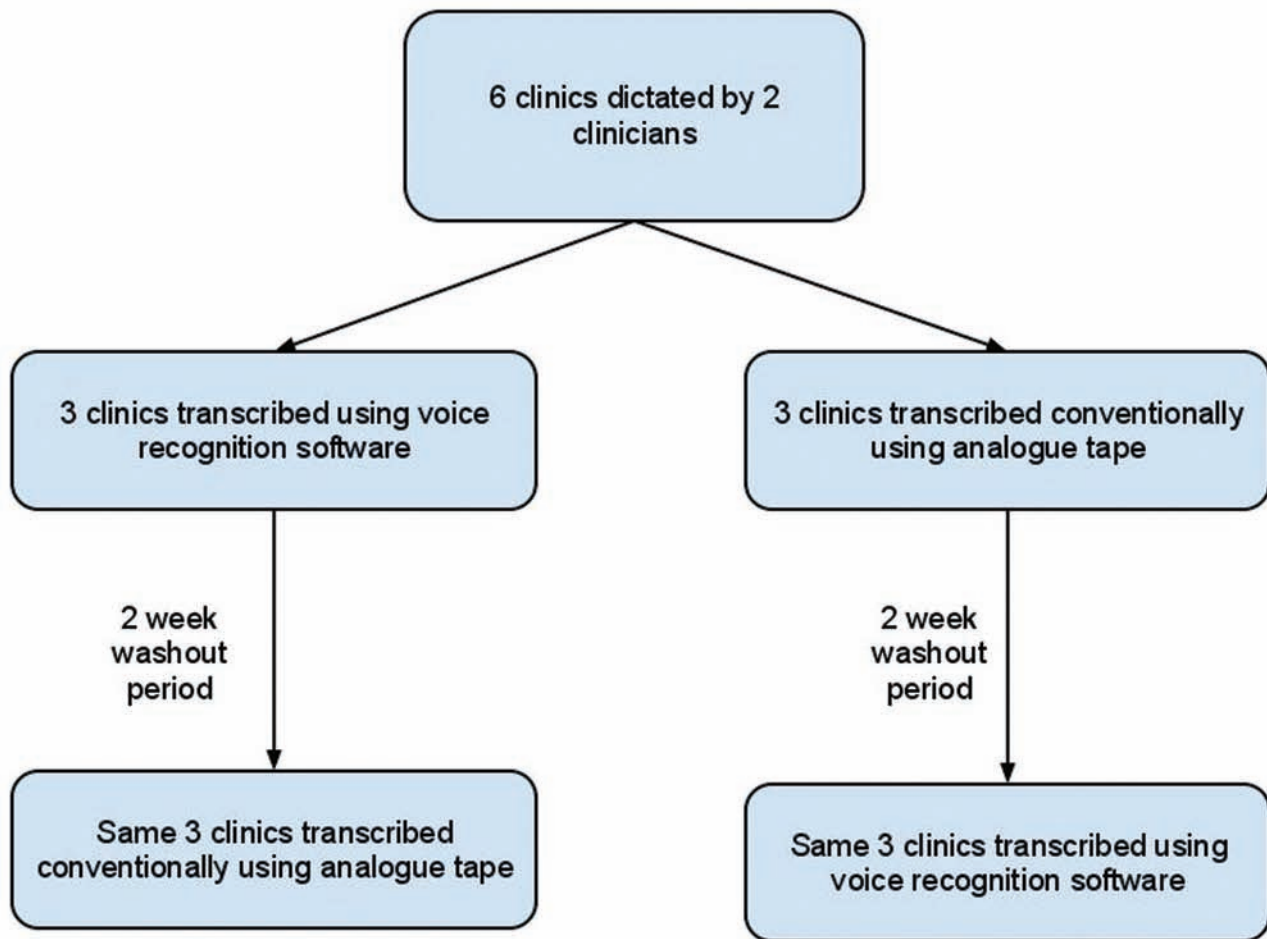 6 clinics dictated by 2
clinicians
3 clinics transcribed using voice
recognition software
3 clinics transcribed conventionally
using analogue tape
2 week
washout
period
2 week
washout
period
Same 3 clinics transcribed
conventionally using analogue tape
Same 3 clinics transcribed using
voice recognition software